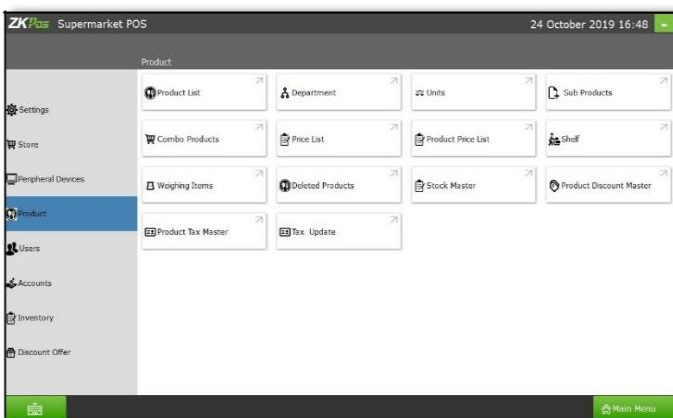 ZKPos Supermarket POS 24 October 2019 16:48
Product
Settings
Store
Peripheral Devices
Product
Users
Accounts
Inventory
Discount Offer
Product List Department Units Sub Products
Combo Products Price List Product Price List Shelf
Weighing Items Deleted Products Stock Master Product Discount Master
Product Tax Master Tax Update
Main Menu